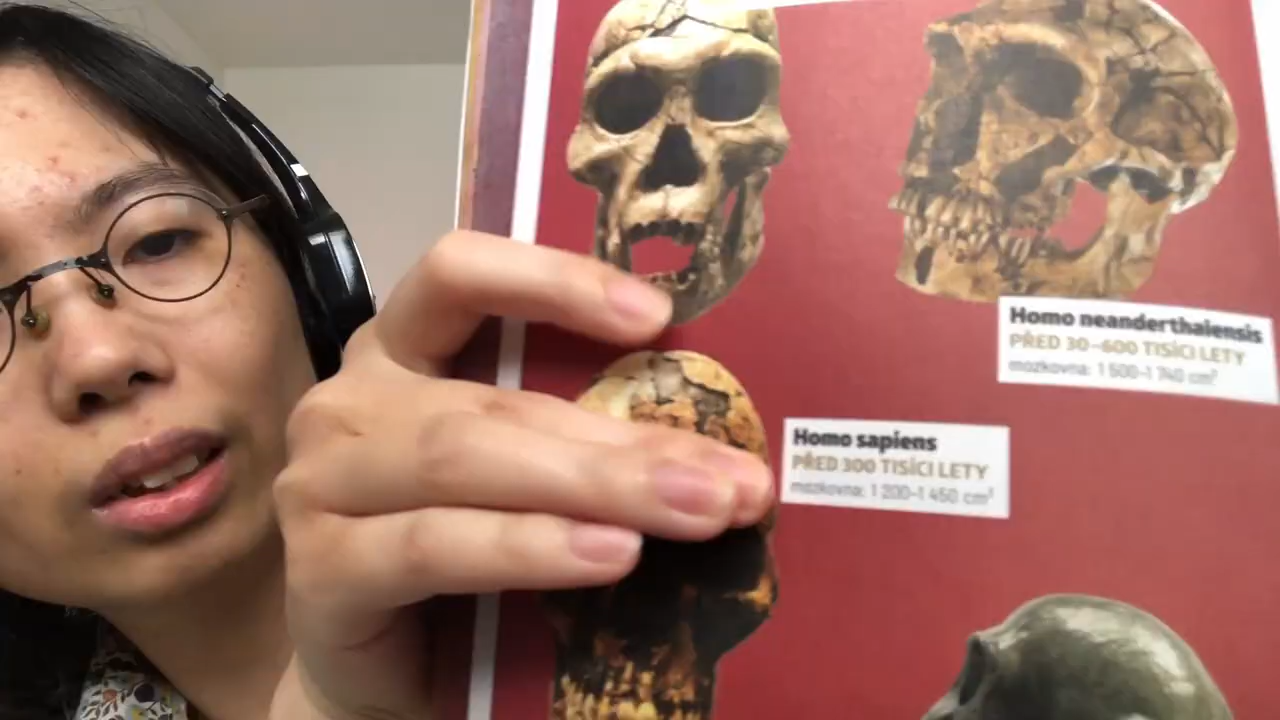 Homo neanderthalensis
PŘED 30–600 TISÍCI LETY
mozkovna: 1 500–1 740 cm³
Homo sapiens
PŘED 300 TISÍCI LETY
mozkovna: 1 200–1 450 cm³